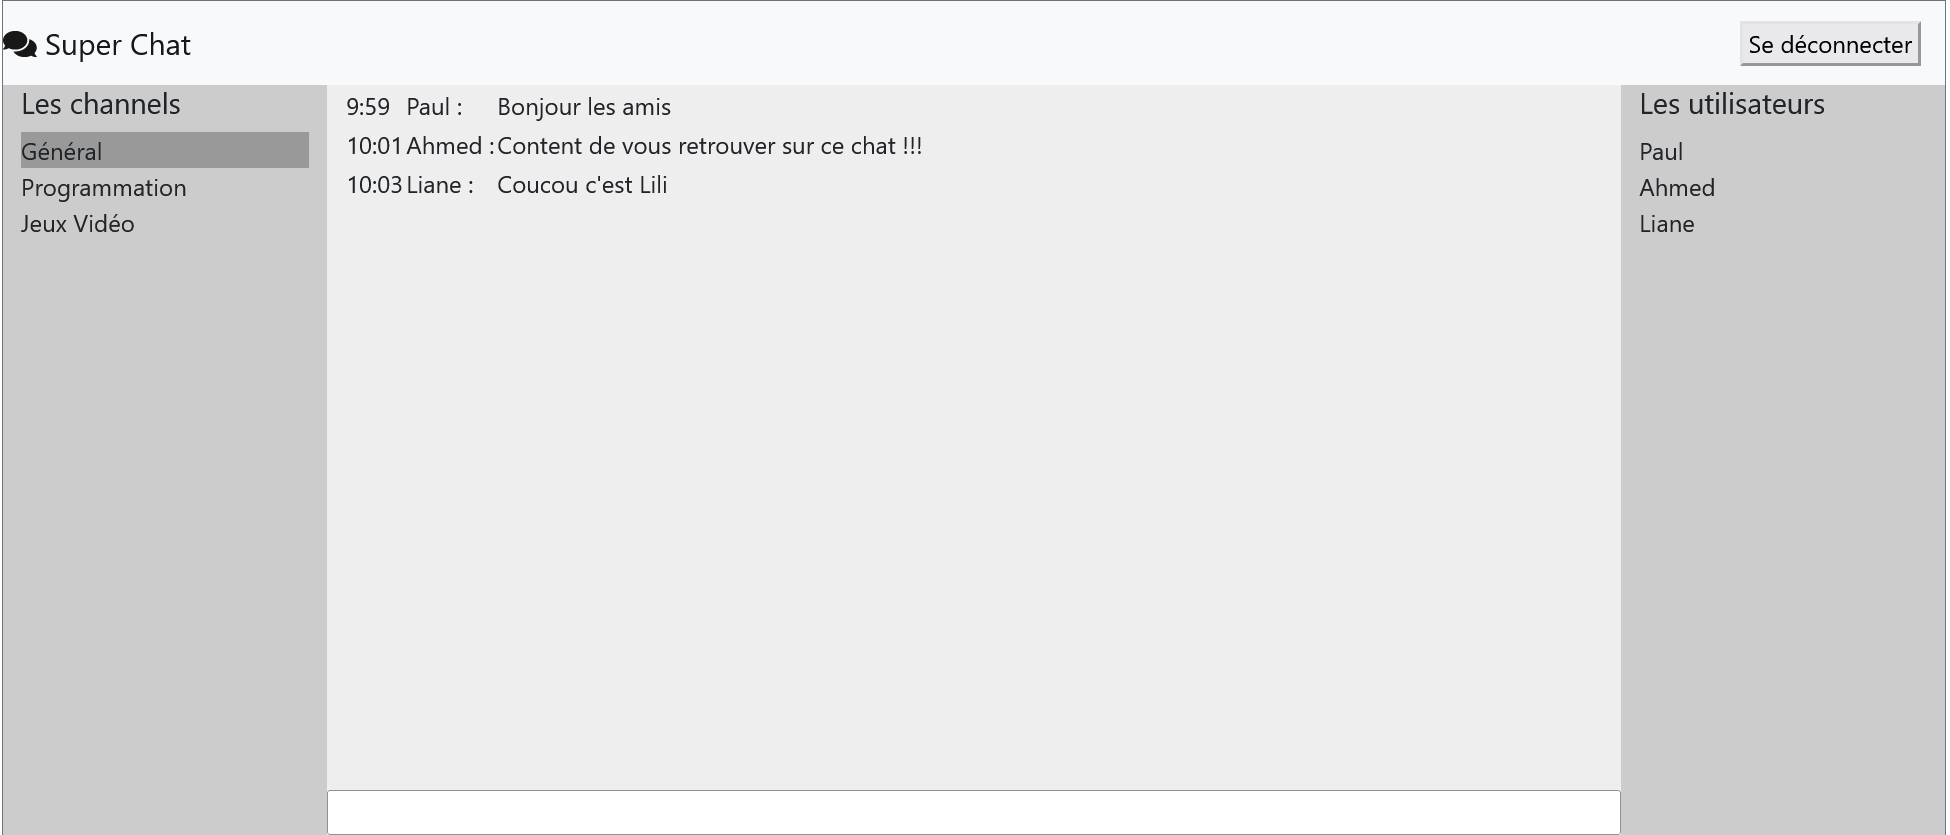 Super Chat
Se déconnecter
Les channels
Général
Programmation
Jeux Vidéo
9:59 Paul : Bonjour les amis
10:01 Ahmed : Content de vous retrouver sur ce chat !!!
10:03 Liane : Coucou c'est Lili
Les utilisateurs
Paul
Ahmed
Liane